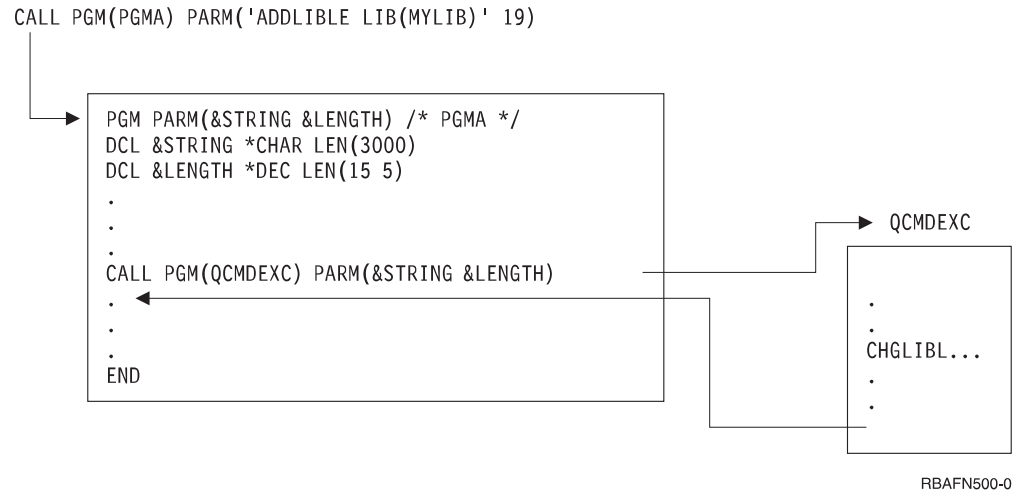 CALL PGM(PGMA) PARM('ADDLIBLE LIB(MYLIB)' 19)
PGM PARM(&STRING &LENGTH) /* PGMA */
DCL &STRING *CHAR LEN(3000)
DCL &LENGTH *DEC LEN(15 5)
.
.
.
CALL PGM(QCMDEXC) PARM(&STRING &LENGTH)
.
.
.
END
QCMDEXC
.
.
CHGLIBL...
.
.
RBAFN500-0